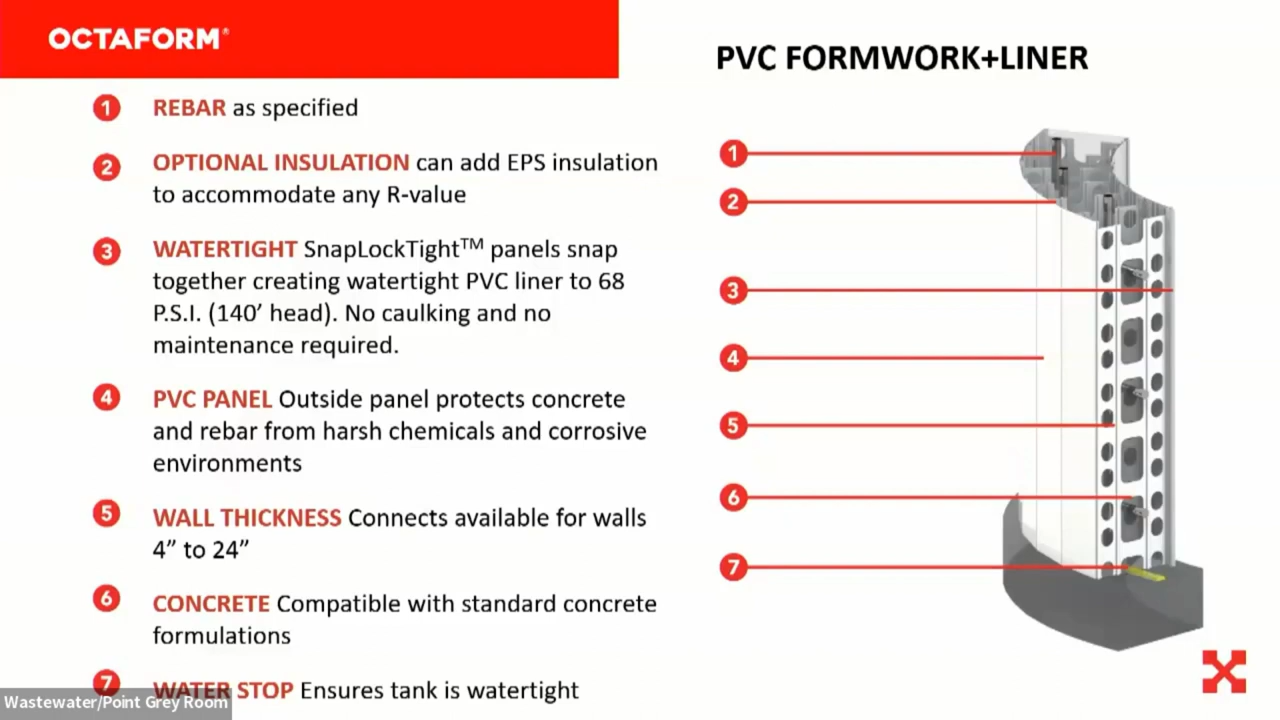 OCTAFORM®
PVC FORMWORK+LINER
1 REBAR as specified
2 OPTIONAL INSULATION can add EPS insulation
to accommodate any R-value
3 WATERTIGHT SnapLockTight™ panels snap
together creating watertight PVC liner to 68
P.S.I. (140’ head). No caulking and no
maintenance required.
4 PVC PANEL Outside panel protects concrete
and rebar from harsh chemicals and corrosive
environments
5 WALL THICKNESS Connects available for walls
4” to 24”
6 CONCRETE Compatible with standard concrete
formulations
7 WATER STOP Ensures tank is watertight
1
2
3
4
5
6
7
Wastewater/Point Grey Room